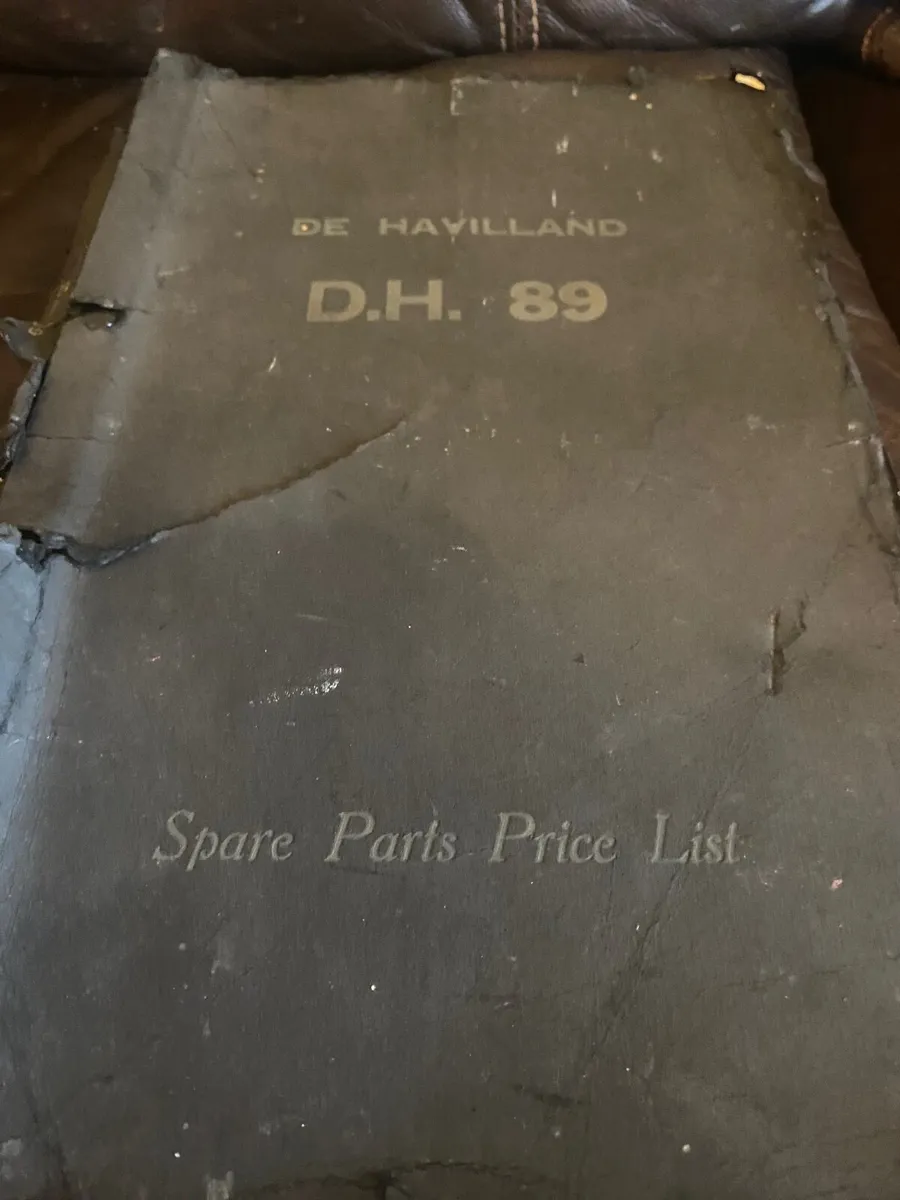 DE HAVILLAND
D.H. 89
Spare Parts Price List